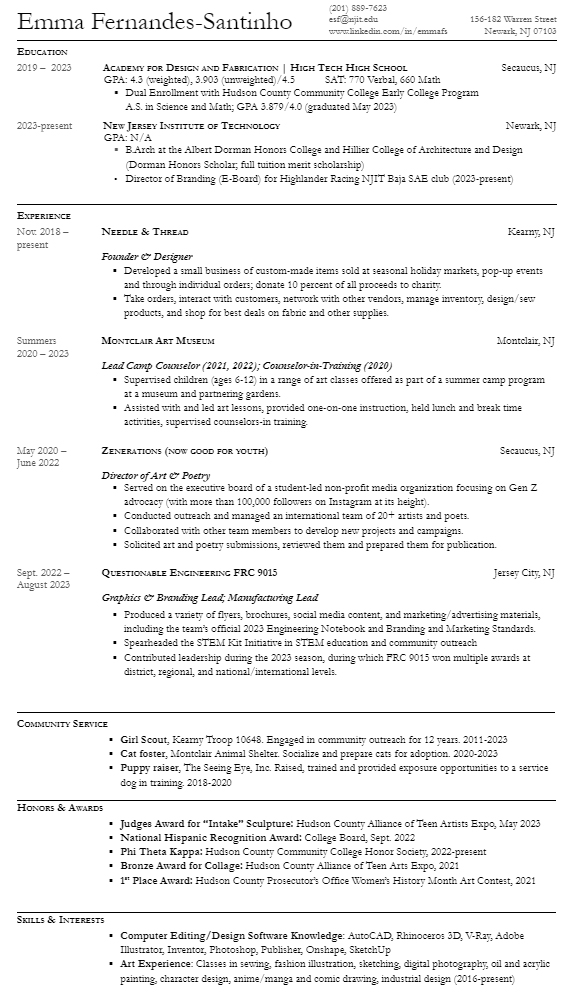 Emma Fernandes-Santinho
(201) 889-7623
esf@njit.edu
www.linkedin.com/in/emmafs
156-182 Warren Street
Newark, NJ 07103
EDUCATION
2019 – 2023 ACADEMY FOR DESIGN AND FABRICATION | HIGH TECH HIGH SCHOOL Secaucus, NJ
GPA: 4.3 (weighted), 3.903 (unweighted)/4.5 SAT: 770 Verbal, 660 Math
▪ Dual Enrollment with Hudson County Community College Early College Program
A.S. in Science and Math; GPA 3.879/4.0 (graduated May 2023)
2023-present NEW JERSEY INSTITUTE OF TECHNOLOGY Newark, NJ
GPA: N/A
▪ B.Arch at the Albert Dorman Honors College and Hillier College of Architecture and Design
(Dorman Honors Scholar; full tuition merit scholarship)
• Director of Branding (E-Board) for Highlander Racing NJIT Baja SAE club (2023-present)
EXPERIENCE
Nov. 2018 – NEEDLE & THREAD Kearny, NJ
present
Founder & Designer
▪ Developed a small business of custom-made items sold at seasonal holiday markets, pop-up events
and through individual orders; donate 10 percent of all proceeds to charity.
▪ Take orders, interact with customers, network with other vendors, manage inventory, design/sew
products, and shop for best deals on fabric and other supplies.
Summers MONTCLAIR ART MUSEUM Montclair, NJ
2020 – 2023
Lead Camp Counselor (2021, 2022); Counselor-in-Training (2020)
▪ Supervised children (ages 6-12) in a range of art classes offered as part of a summer camp program
at a museum and partnering gardens.
▪ Assisted with and led art lessons, provided one-on-one instruction, held lunch and break time
activities, supervised counselors-in training.
May 2020 – ZENERATIONS (NOW GOOD FOR YOUTH) Secaucus, NJ
June 2022
Director of Art & Poetry
▪ Served on the executive board of a student-led non-profit media organization focusing on Gen Z
advocacy (with more than 100,000 followers on Instagram at its height).
▪ Conducted outreach and managed an international team of 20+ artists and poets.
▪ Collaborated with other team members to develop new projects and campaigns.
▪ Solicited art and poetry submissions, reviewed them and prepared them for publication.
Sept. 2022 – QUESTIONABLE ENGINEERING FRC 9015 Jersey City, NJ
August 2023
Graphics & Branding Lead; Manufacturing Lead
▪ Produced a variety of flyers, brochures, social media content, and marketing/advertising materials,
including the team's official 2023 Engineering Notebook and Branding and Marketing Standards.
▪ Spearheaded the STEM Kit Initiative in STEM education and community outreach
▪ Contributed leadership during the 2023 season, during which FRC 9015 won multiple awards at
district, regional, and national/international levels.
COMMUNITY SERVICE
▪ Girl Scout, Kearny Troop 10648. Engaged in community outreach for 12 years. 2011-2023
▪ Cat foster, Montclair Animal Shelter. Socialize and prepare cats for adoption. 2020-2023
▪ Puppy raiser, The Seeing Eye, Inc. Raised, trained and provided exposure opportunities to a service
dog in training. 2018-2020
HONORS & AWARDS
▪ Judges Award for "Intake" Sculpture: Hudson County Alliance of Teen Artists Expo, May 2023
▪ National Hispanic Recognition Award: College Board, Sept. 2022
▪ Phi Theta Kappa: Hudson County Community College Honor Society, 2022-present
▪ Bronze Award for Collage: Hudson County Alliance of Teen Arts Expo, 2021
▪ 1st Place Award: Hudson County Prosecutor's Office Women's History Month Art Contest, 2021
SKILLS & INTERESTS
▪ Computer Editing/Design Software Knowledge: AutoCAD, Rhinoceros 3D, V-Ray, Adobe
Illustrator, Inventor, Photoshop, Publisher, Onshape, SketchUp
▪ Art Experience: Classes in sewing, fashion illustration, sketching, digital photography, oil and acrylic
painting, character design, anime/manga and comic drawing, industrial design (2016-present)